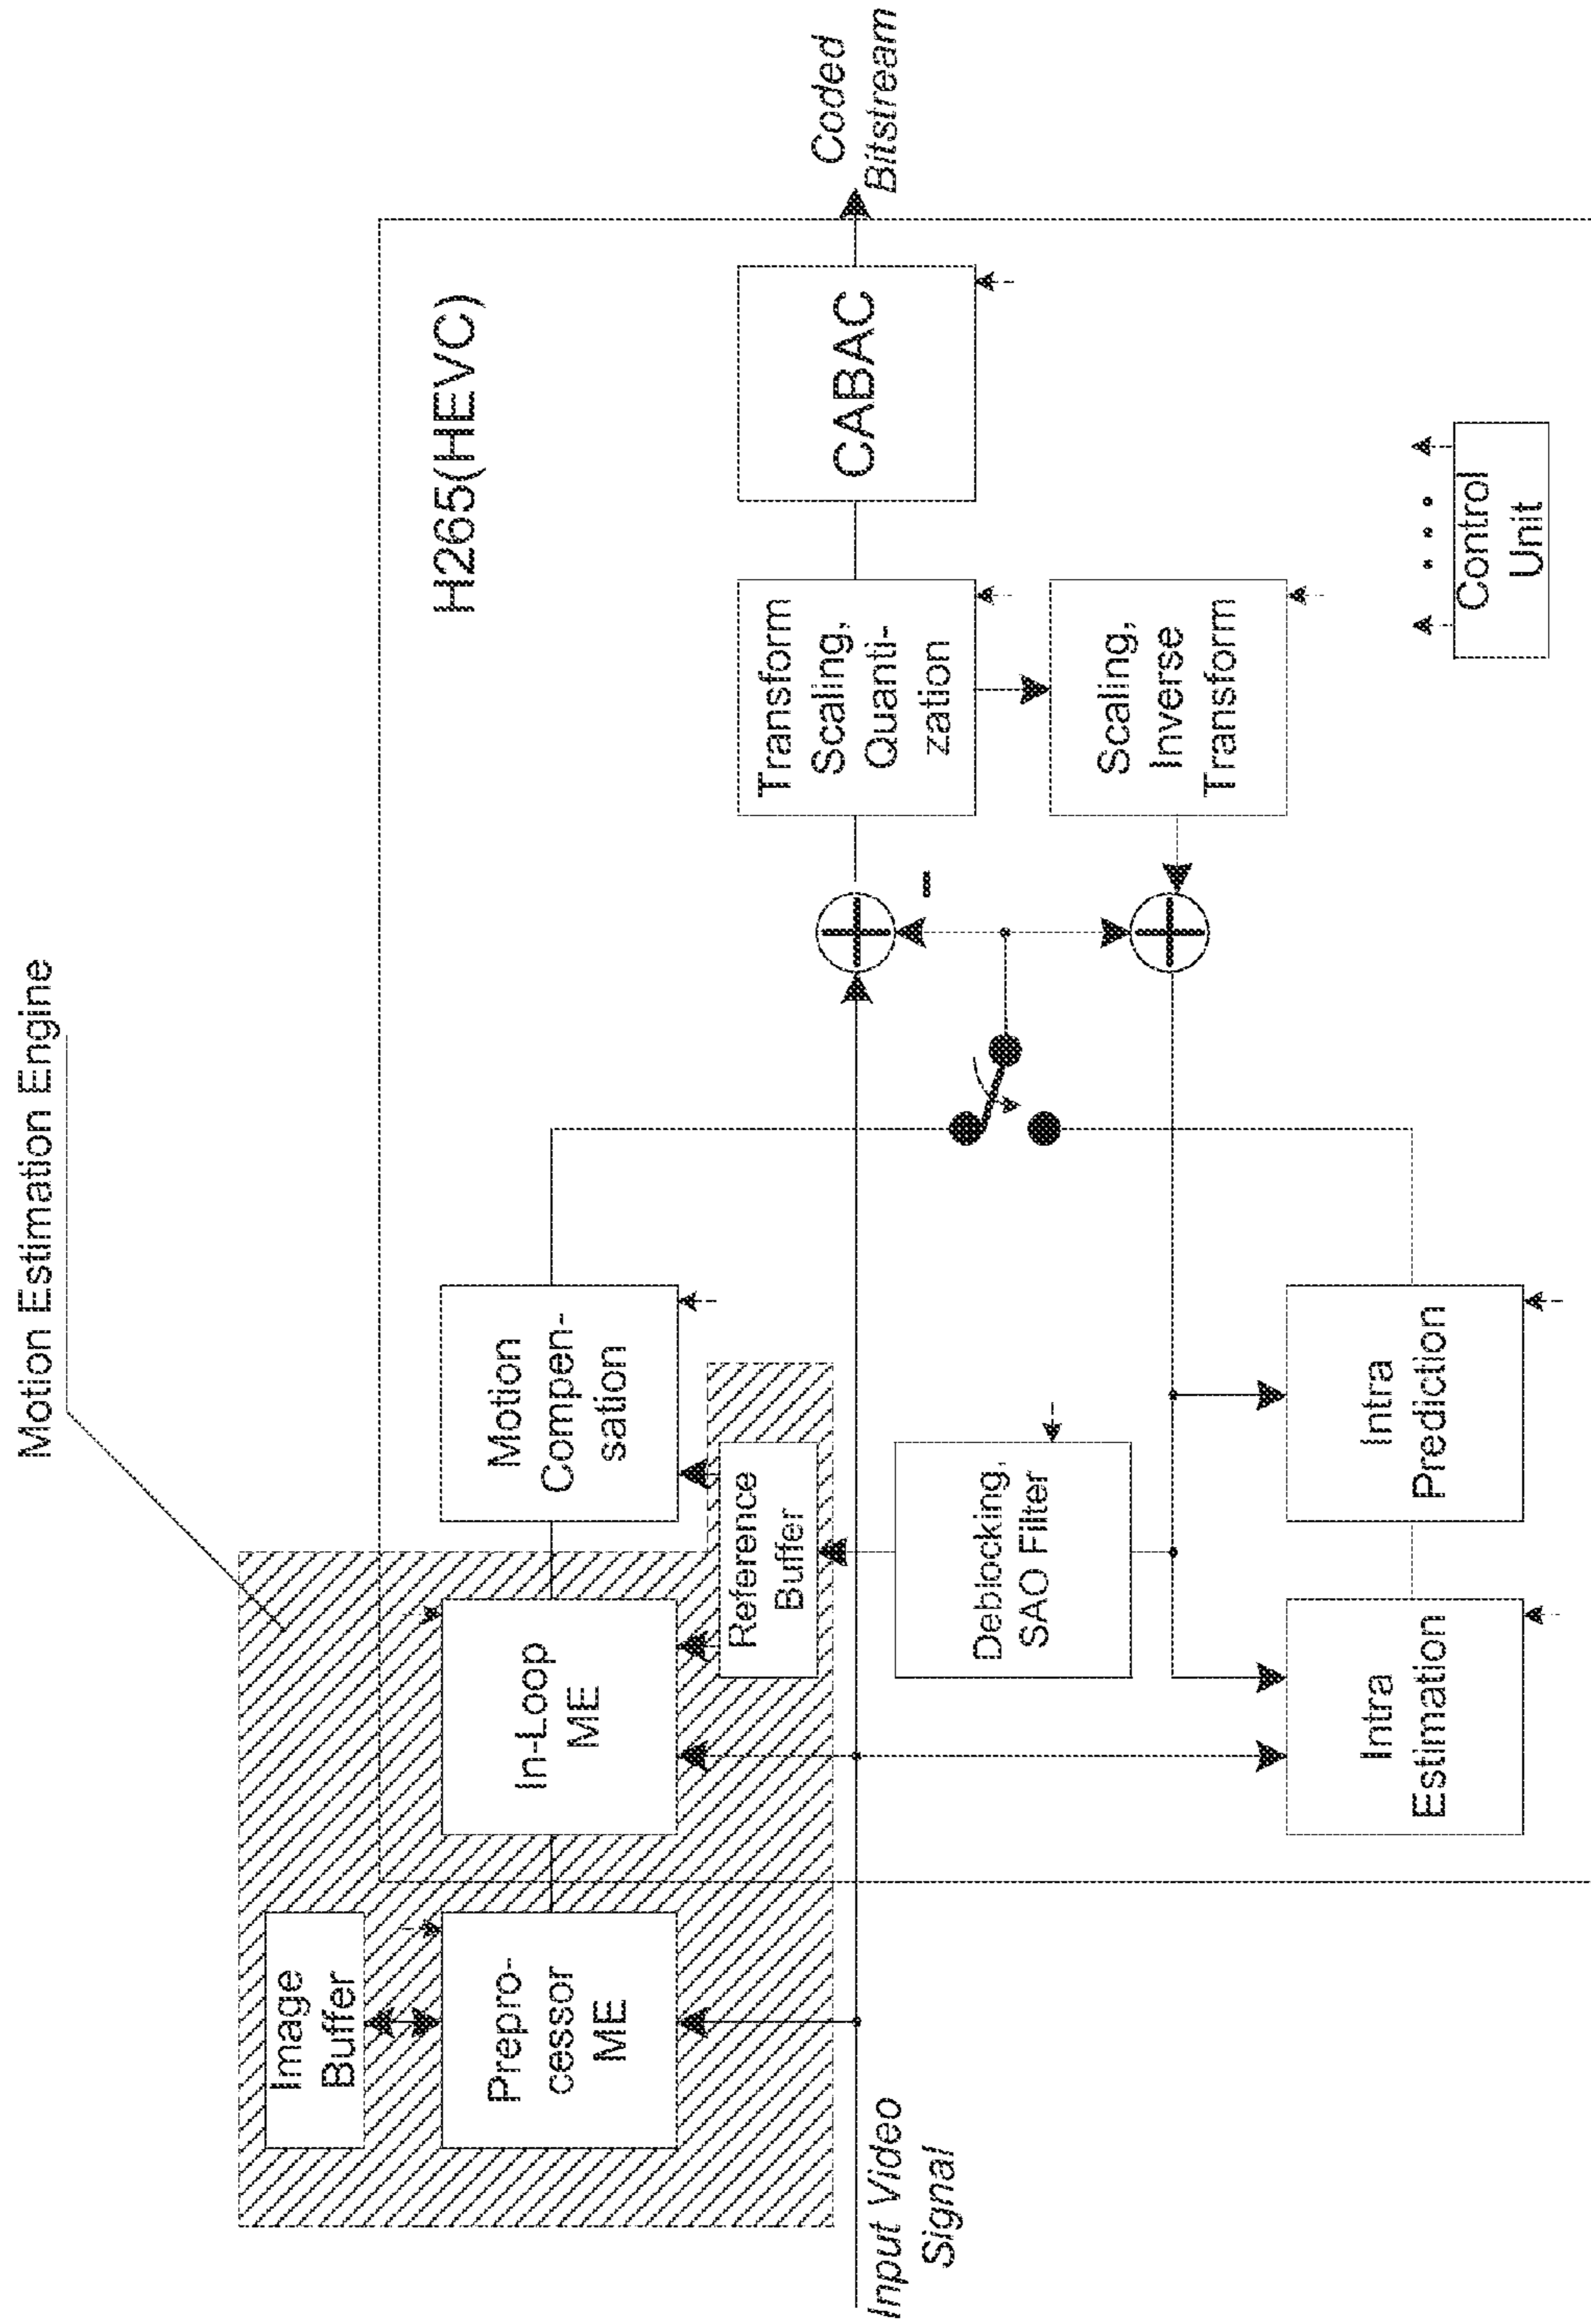 Motion Estimation Engine
Image
Buffer
Prepro-
cessor
ME
In-Loop
ME
Motion
Compen-
sation
Reference
Buffer
H265(HEVC)
Input Video
Signal
Transform
Scaling,
Quanti-
zation
CABAC
Coded
Bitstream
-
Deblocking,
SAO Filter
Scaling,
Inverse
Transform
Intra
Estimation
Intra
Prediction
Control
Unit